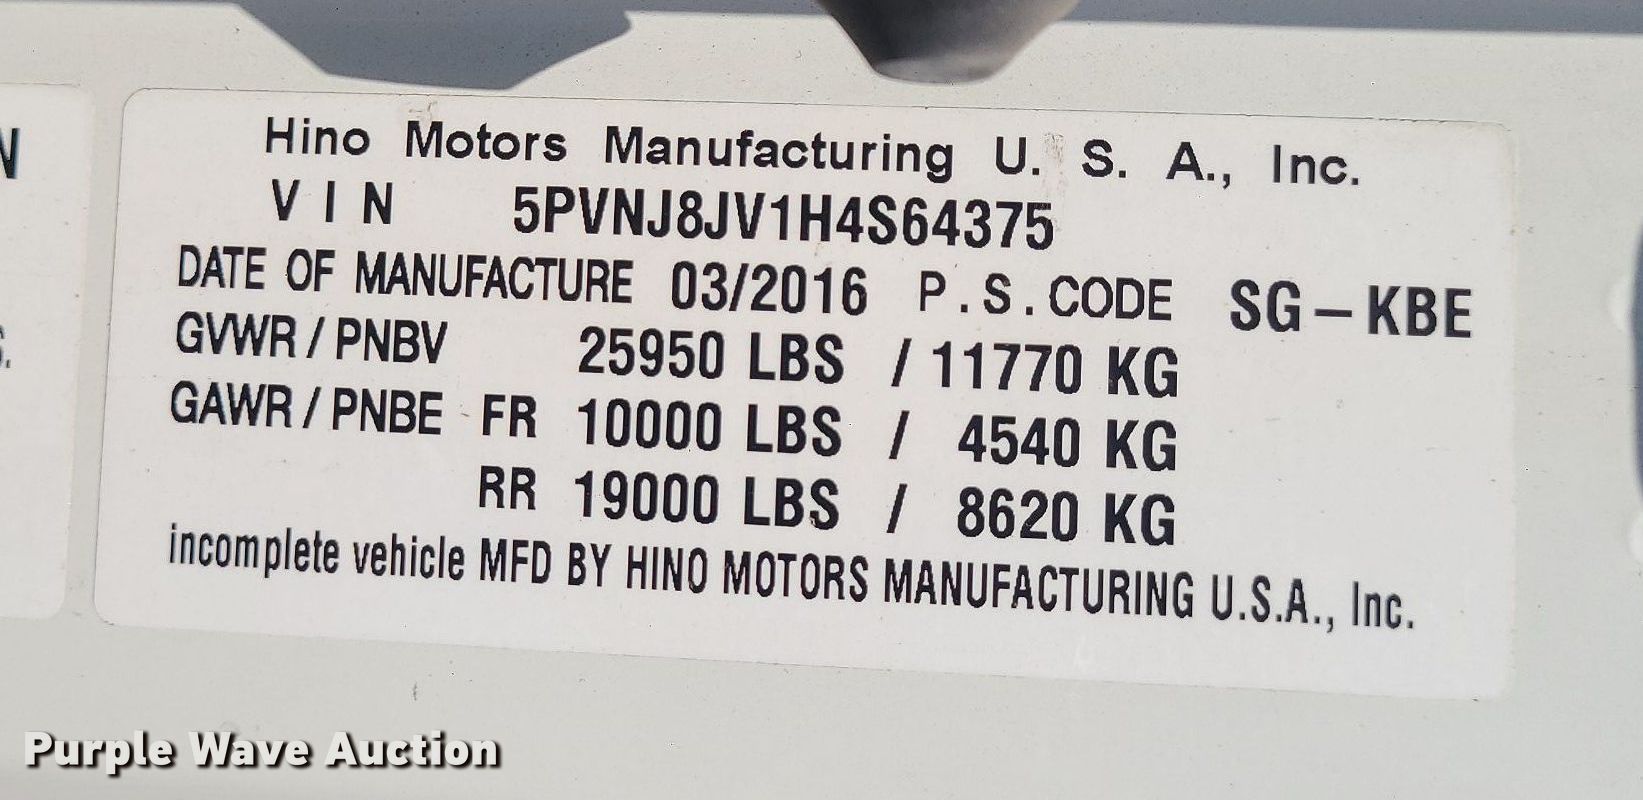 Hino Motors Manufacturing U. S. A., Inc.
VIN 5PVNJ8JV1H4S64375
DATE OF MANUFACTURE 03/2016 P.S.CODE SG-KBE
GVWR/PNBV 25950 LBS / 11770 KG
GAWR/PNBE FR 10000 LBS / 4540 KG
RR 19000 LBS / 8620 KG
incomplete vehicle MFD BY HINO MOTORS MANUFACTURING U.S.A., Inc.
Purple Wave Auction